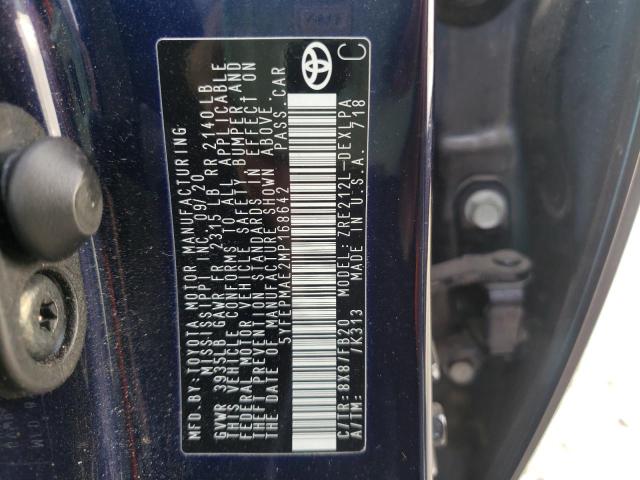 MFD.BY: TOYOTA MOTOR MANUFACTURING
MISSISSIPPI INC. 09/20
GVWR 3935LB GAWR FR 2315 LB RR 2140LB
THIS VEHICLE CONFORMS TO ALL APPLICABLE
FEDERAL MOTOR VEHICLE SAFETY, BUMPER, AND
THEFT PREVENTION STANDARDS IN EFFECT ON
THE DATE OF MANUFACTURE SHOWN ABOVE.
5YFEPMAE2MP168642 PASS.CAR
C
C/TR: 8X8/FB20 MODEL: ZRE212L-DEXLPA
A/TM: /K313 MADE IN U.S.A. 718